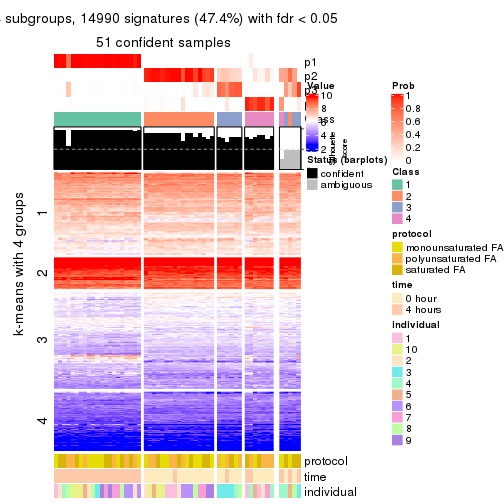 subgroups, 14990 signatures (47.4%) with fdr < 0.05
51 confident samples
p1
p2
p3
Value
10
8
6
4
2
Silhouette
score
Status (barplots)
confident
ambiguous
Prob
1
0.8
0.6
0.4
0.2
0
Class
1
2
3
4
protocol
monounsaturated FA
polyunsaturated FA
saturated FA
time
0 hour
4 hours
individual
1
10
2
3
4
5
6
7
8
9
k-means with 4 groups
1
2
3
4
protocol
time
individual